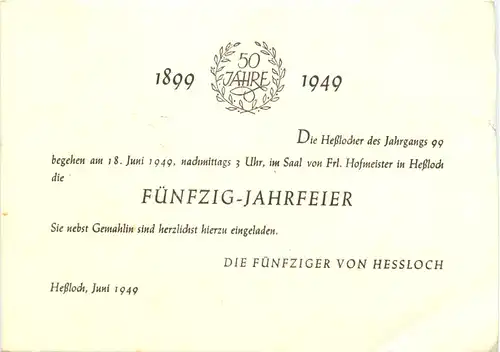 50
JAHRE
1899 1949
Die Heßlocher des Jahrgangs 99
begehen am 18. Juni 1949, nachmittags 3 Uhr, im Saal von Frl. Hofmeister in Heßloch
die
FÜNFZIG-JAHRFEIER
Sie nebst Gemahlin sind herzlichst hierzu eingeladen.
DIE FÜNFZIGER VON HESSLOCH
Heßloch, Juni 1949